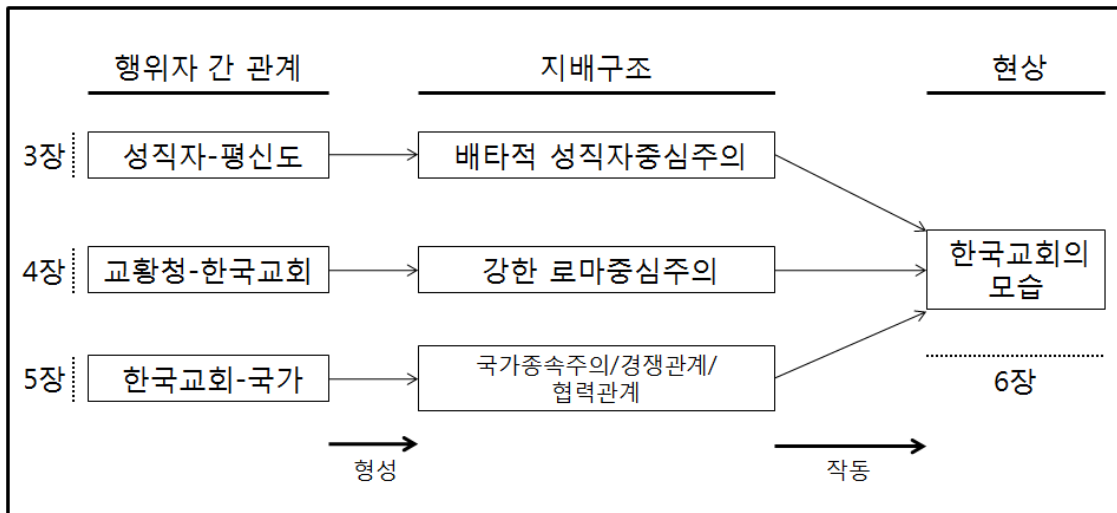 행위자 간 관계
지배구조
현상
3장
성직자-평신도
배타적 성직자중심주의
4장
교황청-한국교회
강한 로마중심주의
한국교회의
모습
5장
한국교회-국가
국가종속주의/경쟁관계/
협력관계
6장
형성
작동